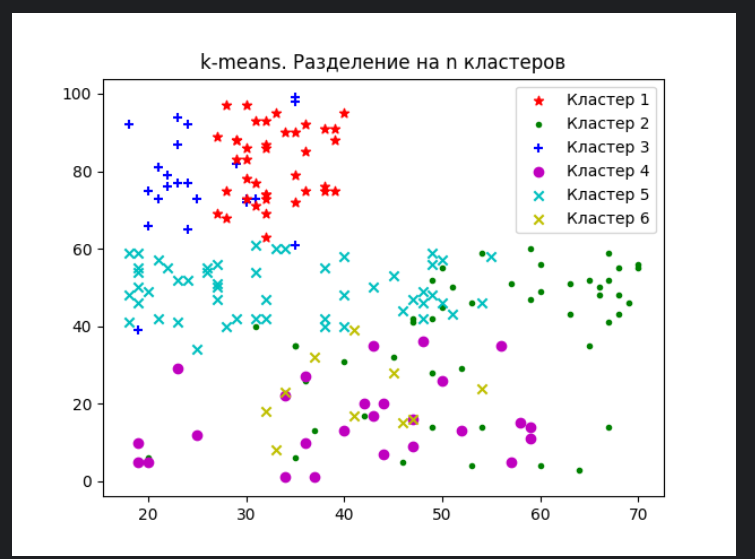 k-means. Разделение на n кластеров
100
80
60
40
20
0
20 30 40 50 60 70
Кластер 1
Кластер 2
Кластер 3
Кластер 4
Кластер 5
Кластер 6